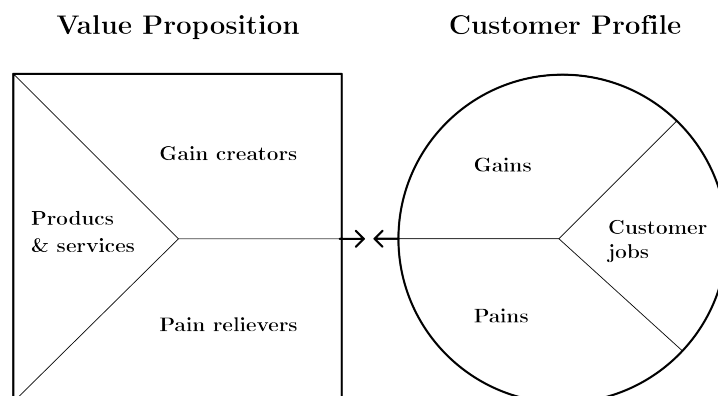 Value Proposition
Customer Profile
Gain creators
Gains
Producs
& services
Customer
jobs
Pain relievers
Pains